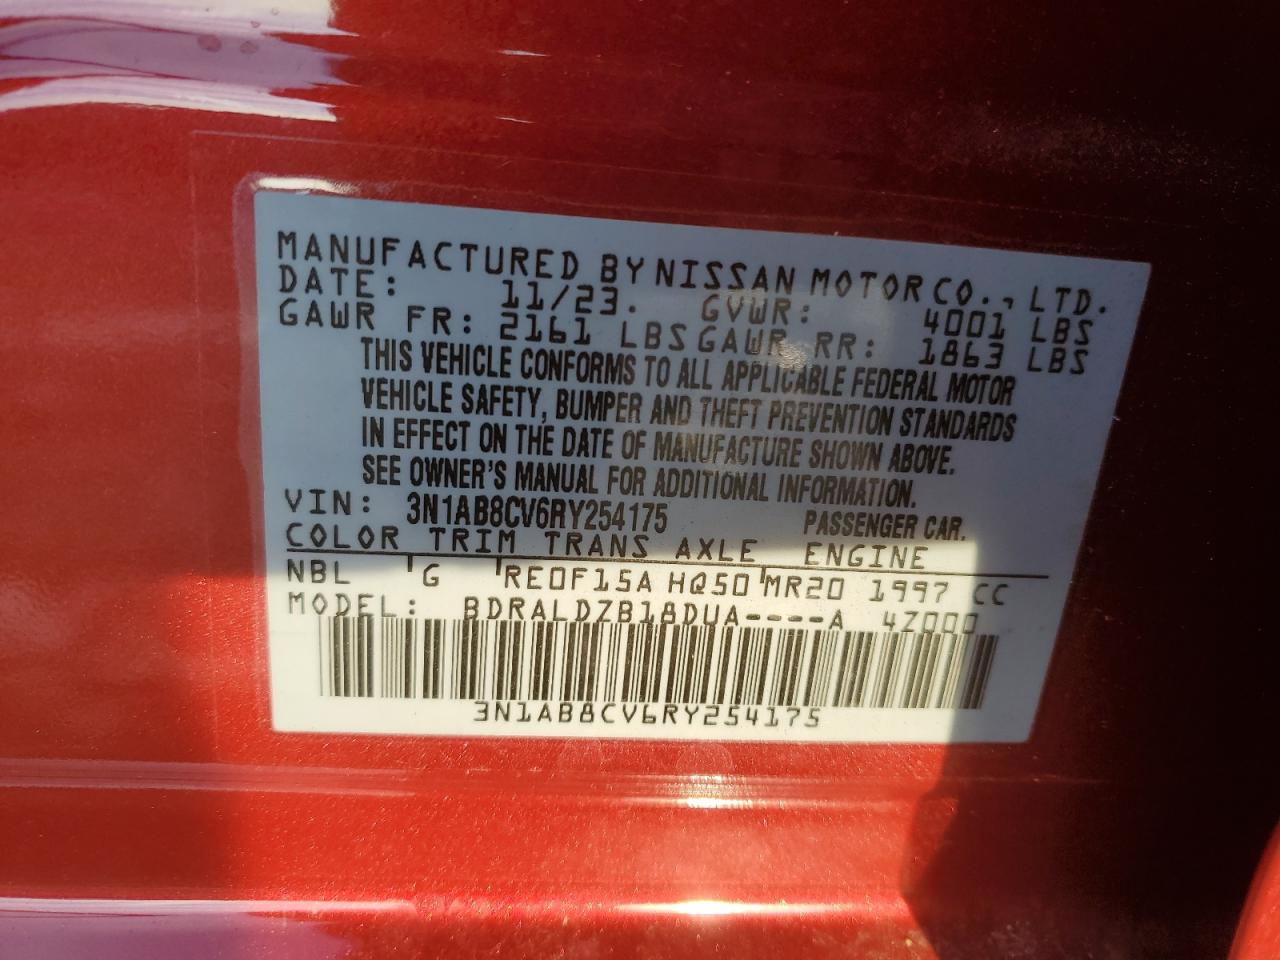 MANUFACTURED BY NISSAN MOTOR CO., LTD.
DATE: 11/23. GVWR: 4001 LBS
GAWR FR: 2161 LBS GAWR RR: 1863 LBS
THIS VEHICLE CONFORMS TO ALL APPLICABLE FEDERAL MOTOR
VEHICLE SAFETY, BUMPER AND THEFT PREVENTION STANDARDS
IN EFFECT ON THE DATE OF MANUFACTURE SHOWN ABOVE.
SEE OWNER'S MANUAL FOR ADDITIONAL INFORMATION.
VIN: 3N1AB8CV6RY254175 PASSENGER CAR.
COLOR TRIM TRANS AXLE ENGINE
NBL G RE0F15A HQ50 MR20 1997 CC
MODEL: BDRALDZB18DUA----A 4Z000
3N1AB8CV6RY254175